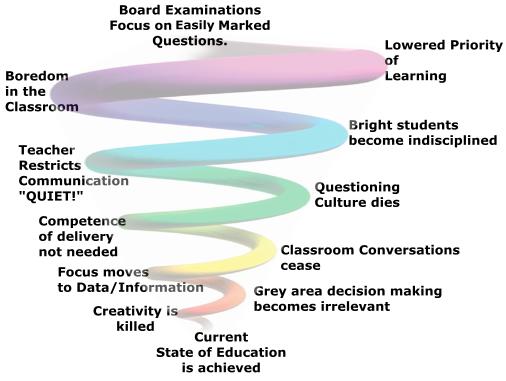 Board Examinations
Focus on Easily Marked
Questions.
Lowered Priority
of
Learning
Boredom
in the
Classroom
Bright students
become indisciplined
Teacher
Restricts
Communication
"QUIET!"
Questioning
Culture dies
Competence
of delivery
not needed
Classroom Conversations
cease
Focus moves
to Data/Information
Grey area decision making
becomes irrelevant
Creativity is
killed
Current
State of Education
is achieved